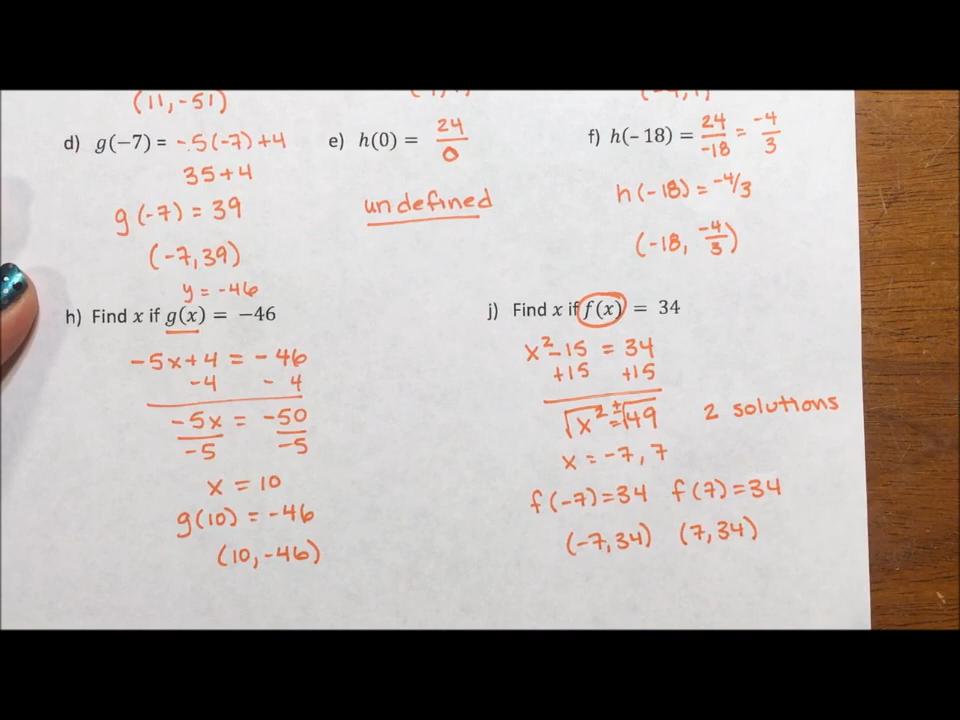 (11,-51)
d) g(−7) = -.5(-7)+4
35+4
g(-7) = 39
(-7,39)
e) h(0) = 24/0
undefined
f) h(−18) = 24/-18 = -4/3
h(-18) = -4/3
(-18, -4/3)
y = -46
h) Find x if g(x) = −46
-5x+4 = -46
-4 -4
-5x/-5 = -50/-5
x = 10
g(10) = -46
(10,-46)
j) Find x if f(x) = 34
x²-15 = 34
+15 +15
√x² = ±√49
2 solutions
x = -7, 7
f(-7)=34 f(7)=34
(-7,34) (7,34)